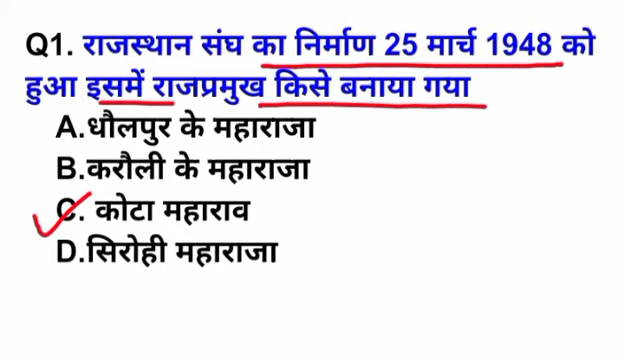 Q1. राजस्थान संघ का निर्माण 25 मार्च 1948 को
हुआ इसमें राजप्रमुख किसे बनाया गया
A.धौलपुर के महाराजा
B.करौली के महाराजा
C. कोटा महाराव
D.सिरोही महाराजा